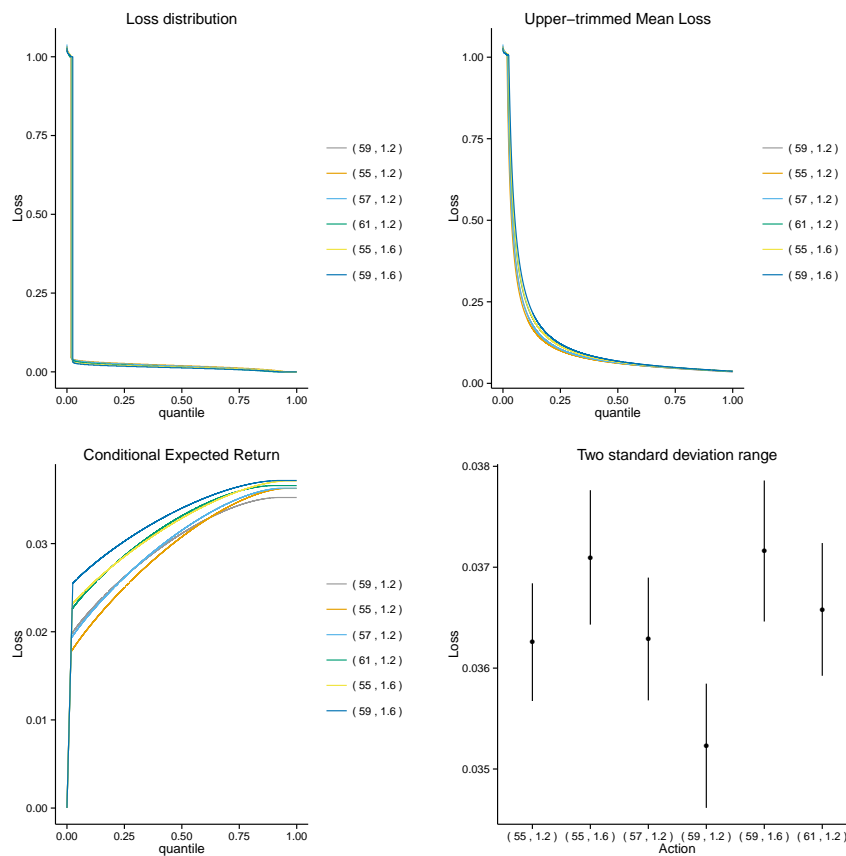 Loss distribution
Loss
1.00
0.75
0.50
0.25
0.00
0.00 0.25 0.50 0.75 1.00
quantile
( 59 , 1.2 )
( 55 , 1.2 )
( 57 , 1.2 )
( 61 , 1.2 )
( 55 , 1.6 )
( 59 , 1.6 )
Upper−trimmed Mean Loss
Loss
1.00
0.75
0.50
0.25
0.00
0.00 0.25 0.50 0.75 1.00
quantile
( 59 , 1.2 )
( 55 , 1.2 )
( 57 , 1.2 )
( 61 , 1.2 )
( 55 , 1.6 )
( 59 , 1.6 )
Conditional Expected Return
Loss
0.03
0.02
0.01
0.00
0.00 0.25 0.50 0.75 1.00
quantile
( 59 , 1.2 )
( 55 , 1.2 )
( 57 , 1.2 )
( 61 , 1.2 )
( 55 , 1.6 )
( 59 , 1.6 )
Two standard deviation range
Loss
0.038
0.037
0.036
0.035
( 55 , 1.2 ) ( 55 , 1.6 ) ( 57 , 1.2 ) ( 59 , 1.2 ) ( 59 , 1.6 ) ( 61 , 1.2 )
Action